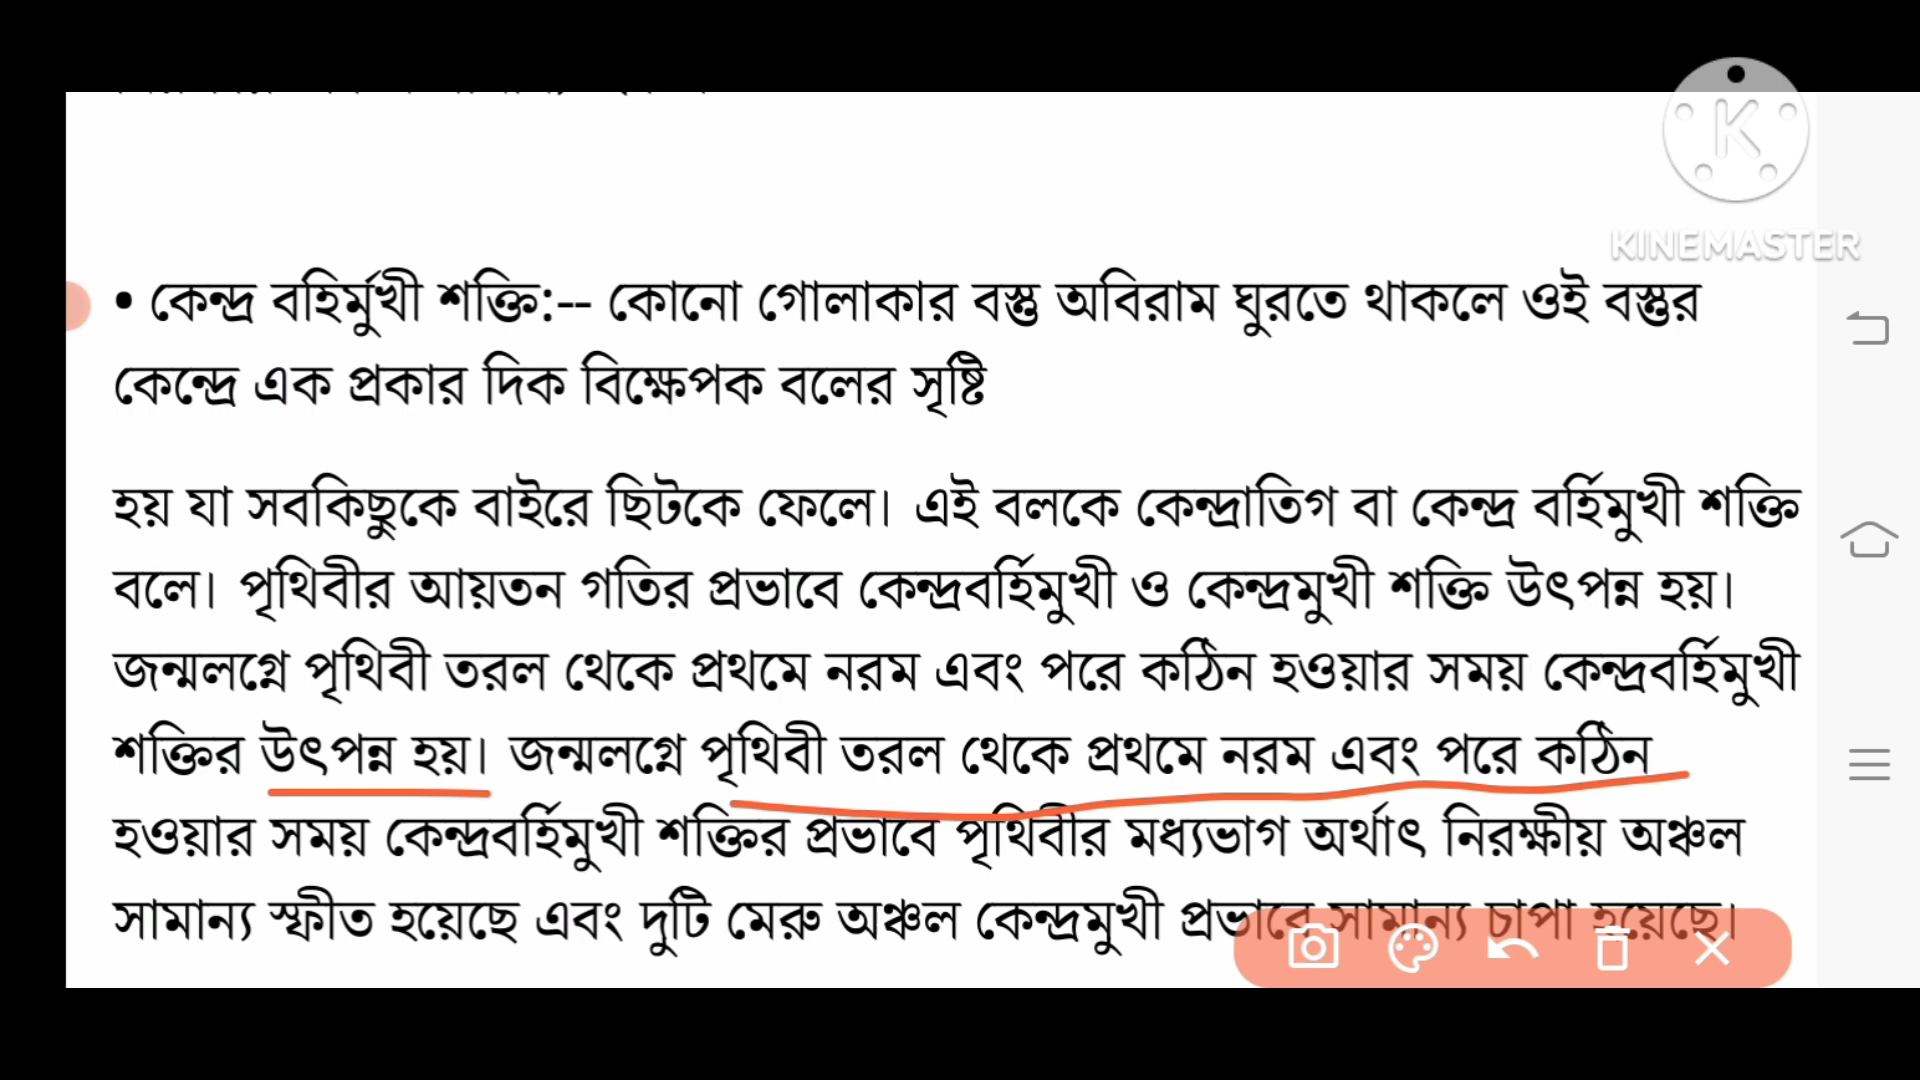 KINEMASTER
• কেন্দ্র বহির্মুখী শক্তি:-- কোনো গোলাকার বস্তু অবিরাম ঘুরতে থাকলে ওই বস্তুর
কেন্দ্রে এক প্রকার দিক বিক্ষেপক বলের সৃষ্টি
হয় যা সবকিছুকে বাইরে ছিটকে ফেলে। এই বলকে কেন্দ্রাতিগ বা কেন্দ্র বর্হিমুখী শক্তি
বলে। পৃথিবীর আয়তন গতির প্রভাবে কেন্দ্রবর্হিমুখী ও কেন্দ্রমুখী শক্তি উৎপন্ন হয়।
জন্মলগ্নে পৃথিবী তরল থেকে প্রথমে নরম এবং পরে কঠিন হওয়ার সময় কেন্দ্রবর্হিমুখী
শক্তির উৎপন্ন হয়। জন্মলগ্নে পৃথিবী তরল থেকে প্রথমে নরম এবং পরে কঠিন
হওয়ার সময় কেন্দ্রবর্হিমুখী শক্তির প্রভাবে পৃথিবীর মধ্যভাগ অর্থাৎ নিরক্ষীয় অঞ্চল
সামান্য স্ফীত হয়েছে এবং দুটি মেরু অঞ্চল কেন্দ্রমুখী প্রভাবে সামান্য চাপা হয়েছে।